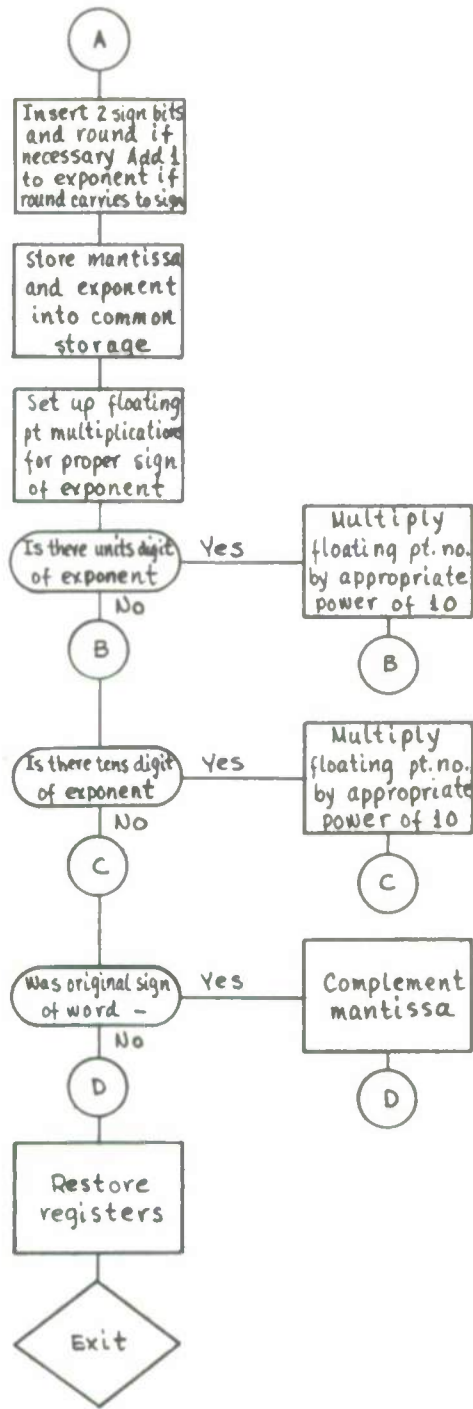 A
Insert 2 sign bits
and round if
necessary Add 1
to exponent if
round carries to sign
Store mantissa
and exponent
into common
storage
Set up floating
pt multiplication
for proper sign
of exponent
Is there units digit
of exponent
Yes
Multiply
floating pt. no.
by appropriate
power of 10
No
B
B
Is there tens digit
of exponent
Yes
Multiply
floating pt. no.
by appropriate
power of 10
No
C
C
Was original sign
of word -
Yes
Complement
mantissa
No
D
D
Restore
registers
Exit